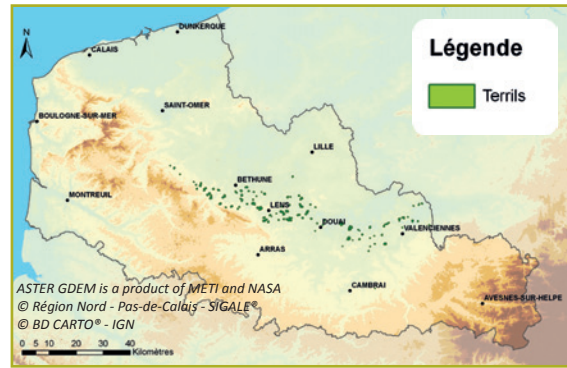 N
DUNKERQUE
CALAIS
Légende
Terrils
SAINT-OMER
BOULOGNE-SUR-MER
LILLE
BETHUNE
MONTREUIL
LENS
DOUAI
VALENCIENNES
ARRAS
ASTER GDEM is a product of METI and NASA
CAMBRAI
© Région Nord - Pas-de-Calais - SIGALE®
AVESNES-SUR-HELPE
© BD CARTO® - IGN
0 5 10 20 30 40
Kilomètres